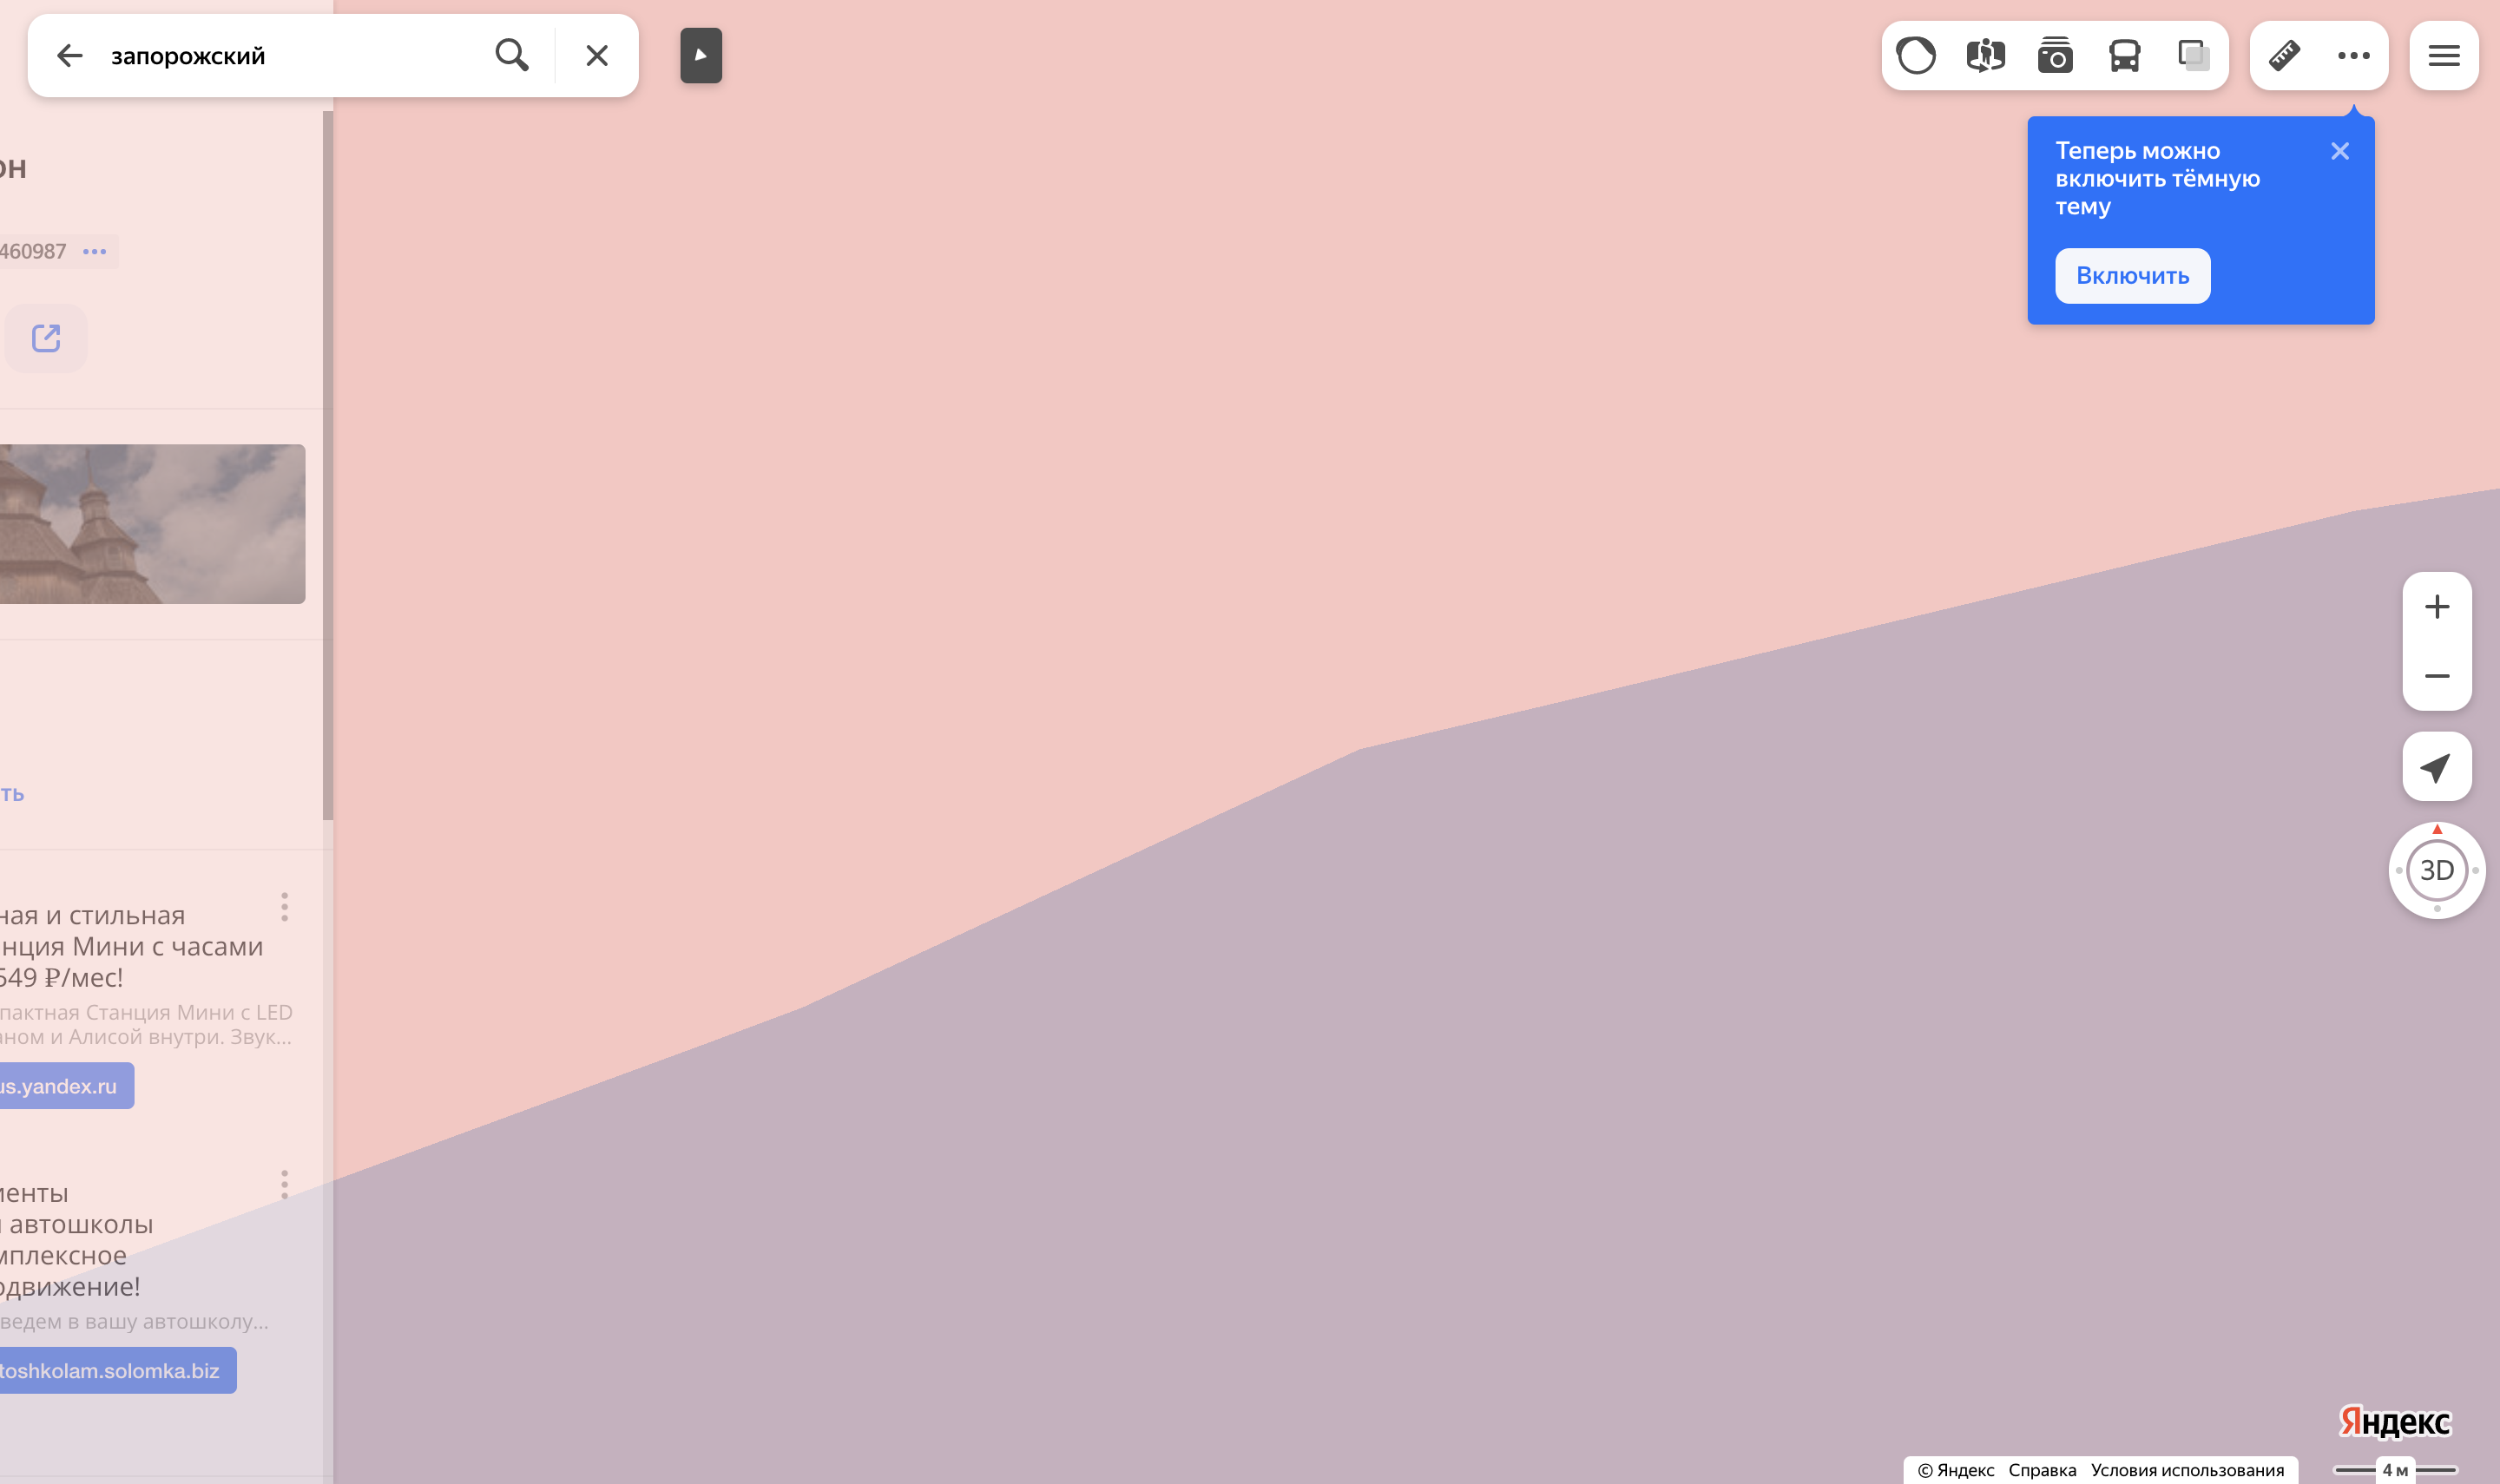 запорожский
он
460987
Теперь можно
включить тёмную
тему
Включить
ть
ная и стильная
нция Мини с часами
549 ₽/мес!
пактная Станция Мини с LED
аном и Алисой внутри. Звук...
us.yandex.ru
менты
автошколы
мплексное
одвижение!
ведем в вашу автошколу...
toshkolam.solomka.biz
3D
Яндекс
© Яндекс Справка Условия использования
4 м